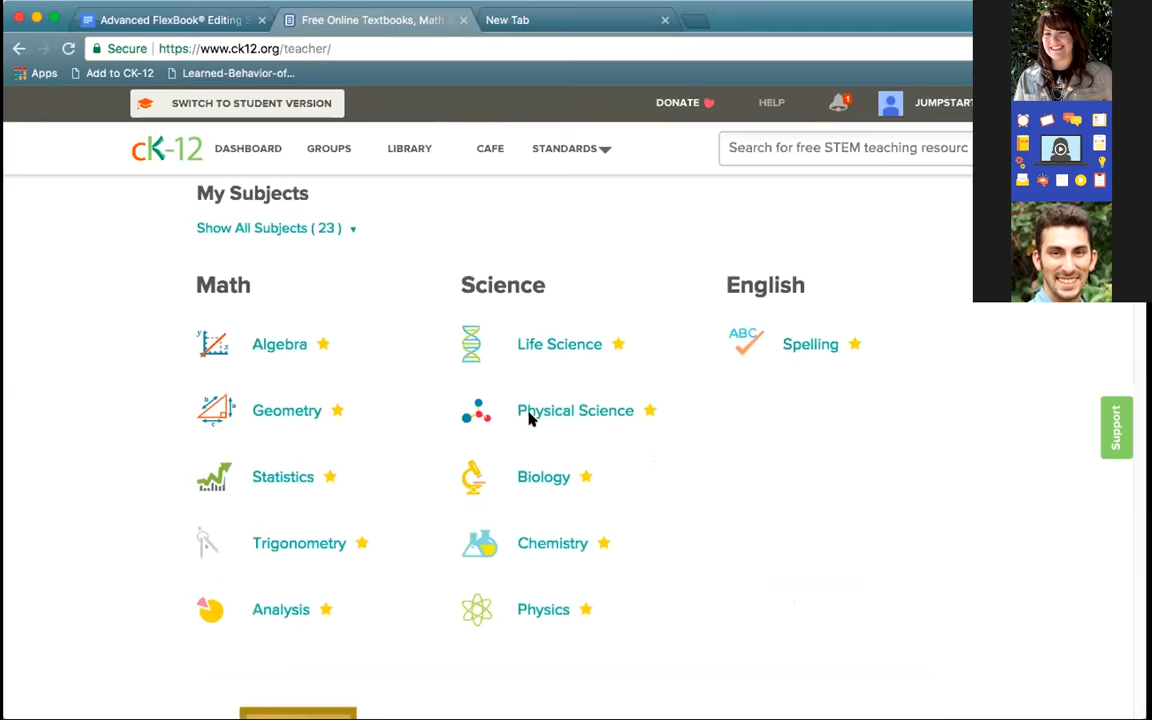 Advanced FlexBook® Editing S
Free Online Textbooks, Math
New Tab
Secure https://www.ck12.org/teacher/
Apps Add to CK-12 Learned-Behavior-of...
SWITCH TO STUDENT VERSION
DONATE HELP 1 JUMPSTART
cK-12 DASHBOARD GROUPS LIBRARY CAFE STANDARDS
Search for free STEM teaching resourc
My Subjects
Show All Subjects ( 23 )
Math Science English
Algebra Life Science ABC Spelling
Geometry Physical Science
Statistics Biology
Trigonometry Chemistry
Analysis Physics
Support